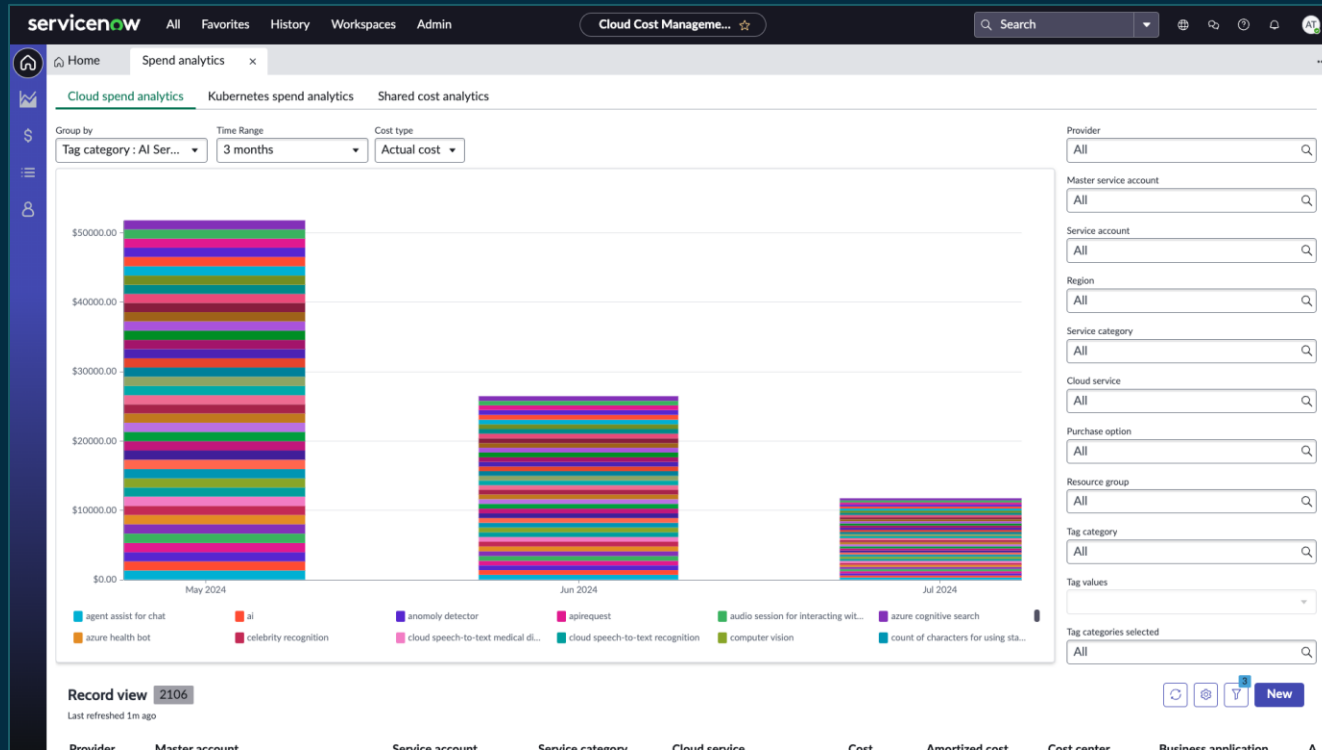 servicenow All Favorites History Workspaces Admin Cloud Cost Manageme... Search AT
Home Spend analytics ×
Cloud spend analytics Kubernetes spend analytics Shared cost analytics
Group by Time Range Cost type
Tag category : AI Ser... 3 months Actual cost
Provider
All
Master service account
All
Service account
All
Region
All
Service category
All
Cloud service
All
Purchase option
All
Resource group
All
Tag category
All
Tag values
Tag categories selected
All
$50000.00
$40000.00
$30000.00
$20000.00
$10000.00
$0.00
May 2024 Jun 2024 Jul 2024
agent assist for chat ai anomoly detector apirequest audio session for interacting wit... azure cognitive search
azure health bot celebrity recognition cloud speech-to-text medical di... cloud speech-to-text recognition computer vision count of characters for using sta...
Record view 2106
3
New
Last refreshed 1m ago
Provider Master account Service account Service category Cloud service Cost Amortized cost Cost center Business application A